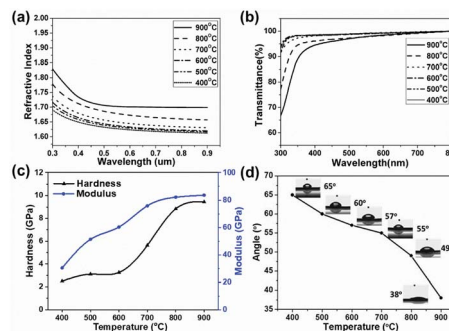 (a)
2.00
1.95
1.90
1.85
1.80
1.75
1.70
1.65
1.60
Refractive Index
0.3 0.4 0.5 0.6 0.7 0.8 0.9
Wavelength (um)
900°C
800°C
700°C
600°C
500°C
400°C
(b)
100
90
80
70
60
50
Transmittance(%)
300 400 500 600 700
Wavelength(nm)
900°C
800°C
700°C
600°C
500°C
400°C
(c)
Hardness
Modulus
12
10
8
6
4
2
0
Hardness (GPa)
100
80
60
40
20
0
Modulus (GPa)
400 500 600 700 800 900
Temperature (°C)
(d)
70
65
60
55
50
45
40
35
Angle (°)
65°
60°
57°
55°
49
38°
400 500 600 700 800 900
Temperature (°C)